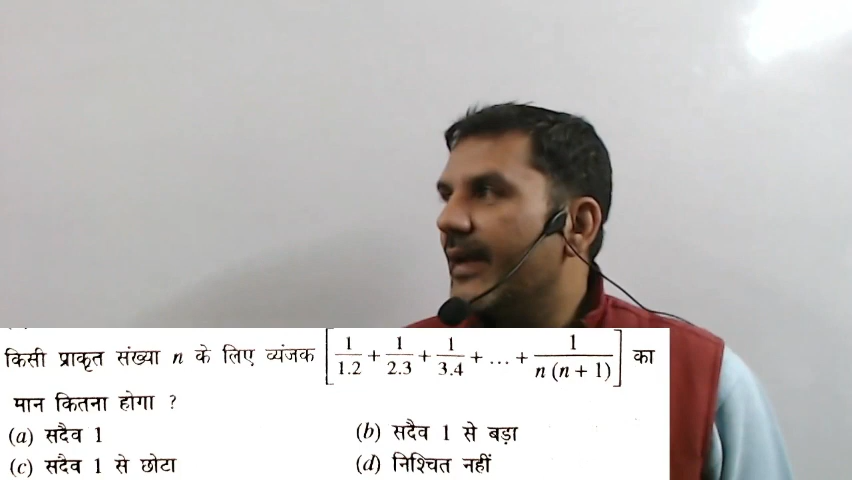 किसी प्राकृत संख्या n के लिए व्यंजक [1/1.2 + 1/2.3 + 1/3.4 + ... + 1/n (n + 1)] का
मान कितना होगा ?
(a) सदैव 1 (b) सदैव 1 से बड़ा
(c) सदैव 1 से छोटा (d) निश्चित नहीं